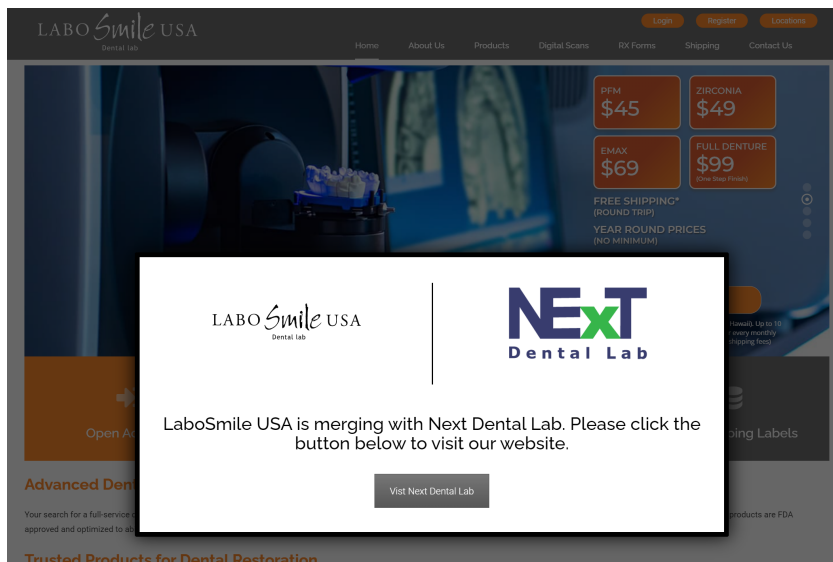 LABO Smile USA
Dental lab
Login Register Locations
Home About Us Products Digital Scans RX Forms Shipping Contact Us
PFM
$45
ZIRCONIA
$49
EMAX
$69
FULL DENTURE
$99
(One Step Finish)
FREE SHIPPING*
(ROUND TRIP)
YEAR ROUND PRICES
(NO MINIMUM)
Hawaii). Up to 10
every monthly
shipping fees)
LABO Smile USA
Dental lab
NExT
Dental Lab
LaboSmile USA is merging with Next Dental Lab. Please click the
button below to visit our website.
Vist Next Dental Lab
Open Ac
ping Labels
Advanced Den
Your search for a full-service
products are FDA
approved and optimized to ab
Trusted Products for Dental Restoration